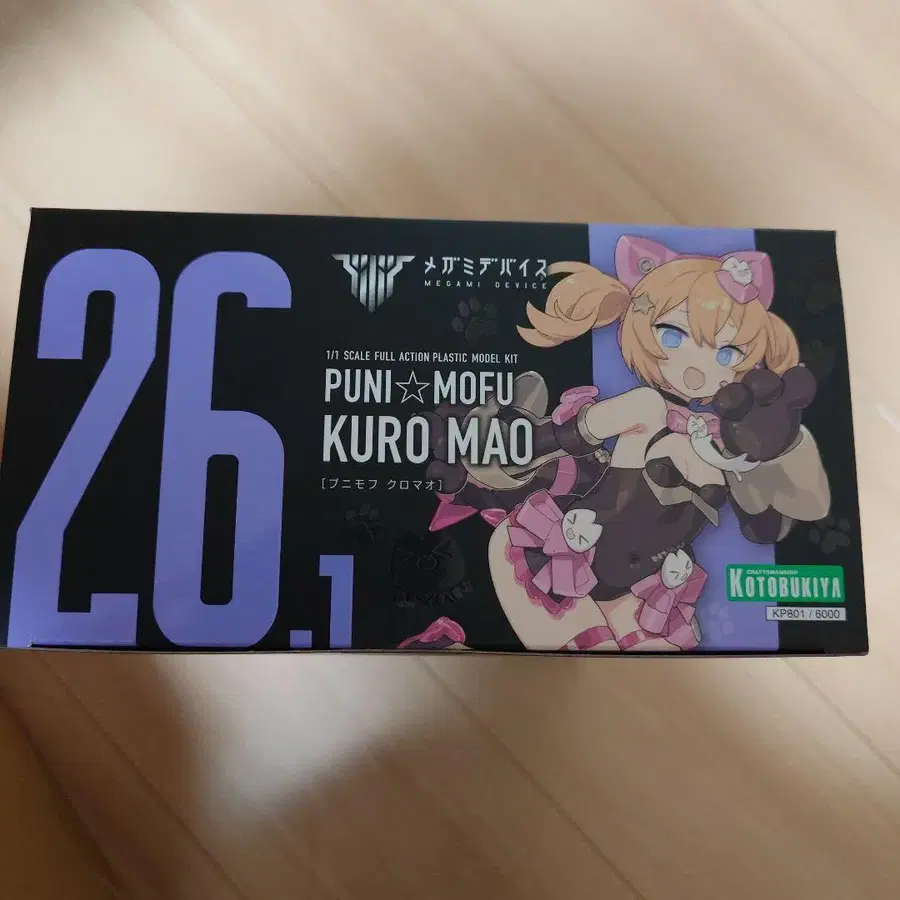 26.1
メガミデバイス
MEGAMI DEVICE
1/1 SCALE FULL ACTION PLASTIC MODEL KIT
PUNI☆MOFU
KURO MAO
[プニモフ クロマオ]
CRAFTSMANSHIP
KOTOBUKIYA
KP801 / 6000